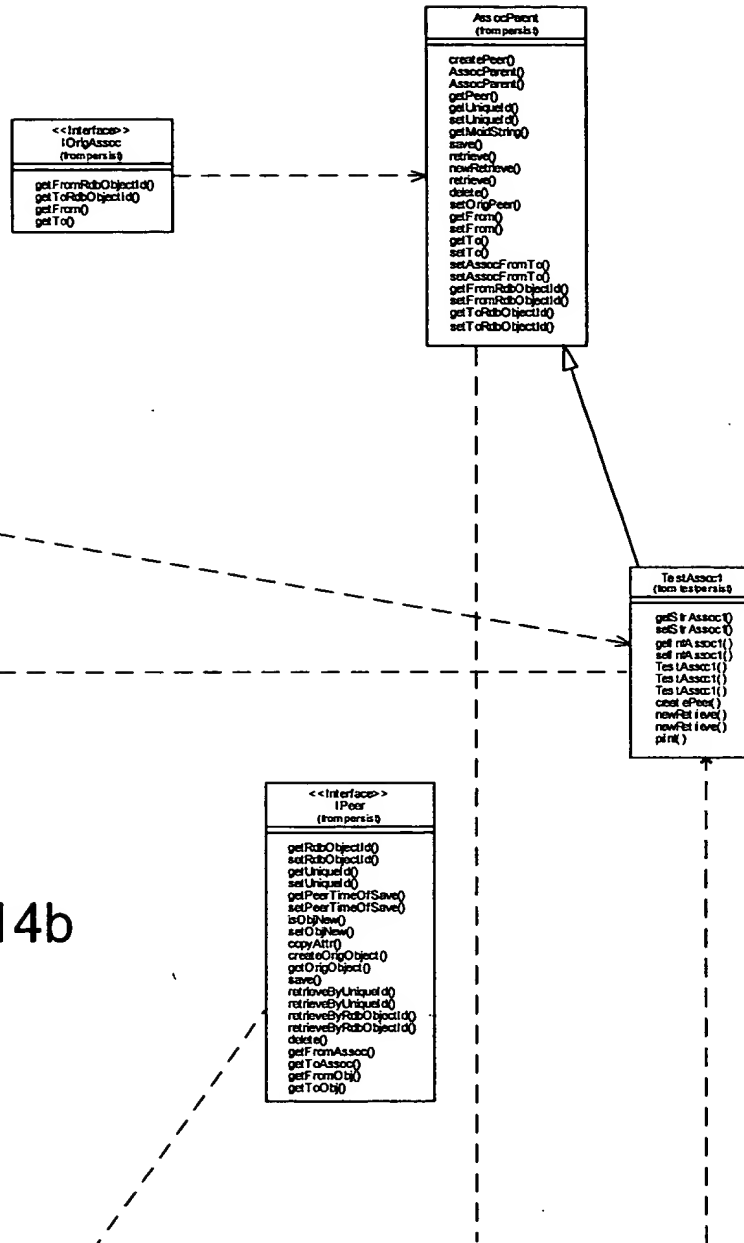 AssocParent
(from persist)
createPeer()
AssocParent()
AssocParent()
getPeer()
getUniqueId()
setUniqueId()
getMoidString()
save()
retrieve()
newRetrieve()
retrieve()
delete()
setOrigPeer()
getFrom()
setFrom()
getTo()
setTo()
setAssocFromTo()
setAssocFromTo()
getFromRdbObjectId()
setFromRdbObjectId()
getToRdbObjectId()
setToRdbObjectId()
<<Interface>>
IOrigAssoc
(from persist)
getFromRdbObjectId()
getToRdbObjectId()
getFrom()
getTo()
TestAssoc1
(from testpersist)
getStrAssoc1()
setStrAssoc1()
getIntAssoc1()
setIntAssoc1()
TestAssoc1()
TestAssoc1()
TestAssoc1()
createPeer()
newRetrieve()
newRetrieve()
print()
<<Interface>>
IPeer
(from persist)
getRdbObjectId()
setRdbObjectId()
getUniqueId()
setUniqueId()
getPeerTimeOfSave()
setPeerTimeOfSave()
isObjNew()
setObjNew()
copyAttr()
createOrigObject()
getOrigObject()
save()
retrieveByUniqueId()
retrieveByUniqueId()
retrieveByRdbObjectId()
retrieveByRdbObjectId()
delete()
getFromAssoc()
getToAssoc()
getFromObj()
getToObj()
14b